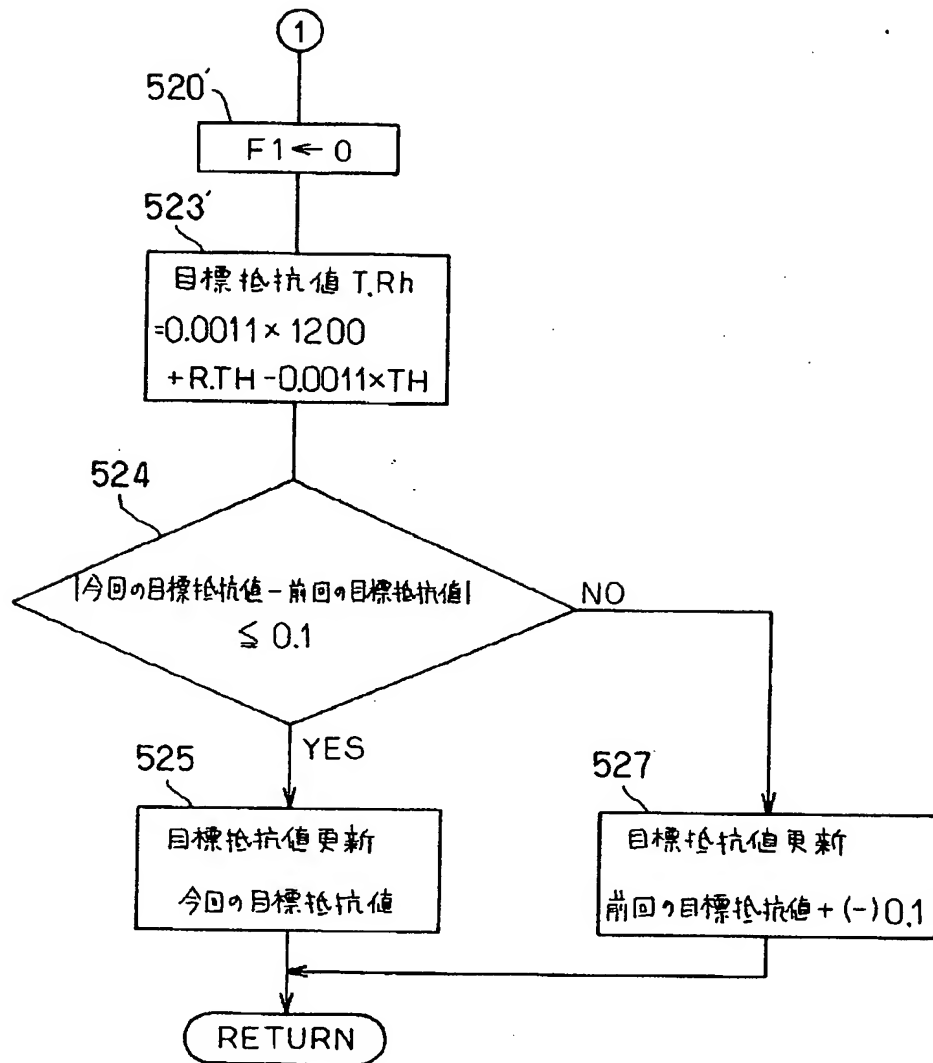 1
520'
F1←0
523'
目標抵抗値 T.Rh
=0.0011×1200
+R.TH-0.0011×TH
524
|今回の目標抵抗値-前回の目標抵抗値|
≦0.1
NO
YES
525
目標抵抗値更新
今回の目標抵抗値
527
目標抵抗値更新
前回の目標抵抗値+(-)0.1
RETURN